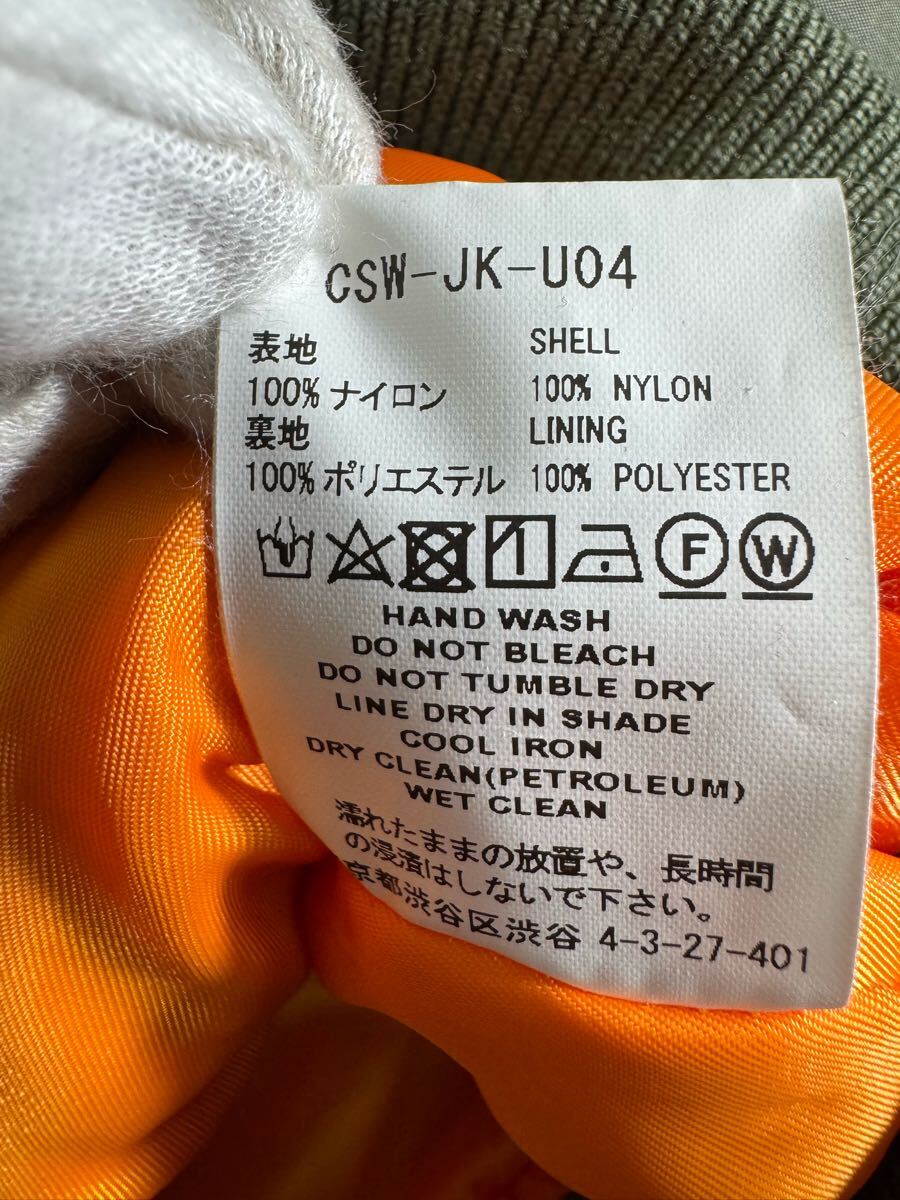 CSW-JK-U04
表地 SHELL
100% ナイロン 100% NYLON
裏地 LINING
100% ポリエステル 100% POLYESTER
F W
HAND WASH
DO NOT BLEACH
DO NOT TUMBLE DRY
LINE DRY IN SHADE
COOL IRON
DRY CLEAN(PETROLEUM)
WET CLEAN
濡れたままの放置や、長時間
の浸漬はしないで下さい。
京都渋谷区渋谷 4-3-27-401